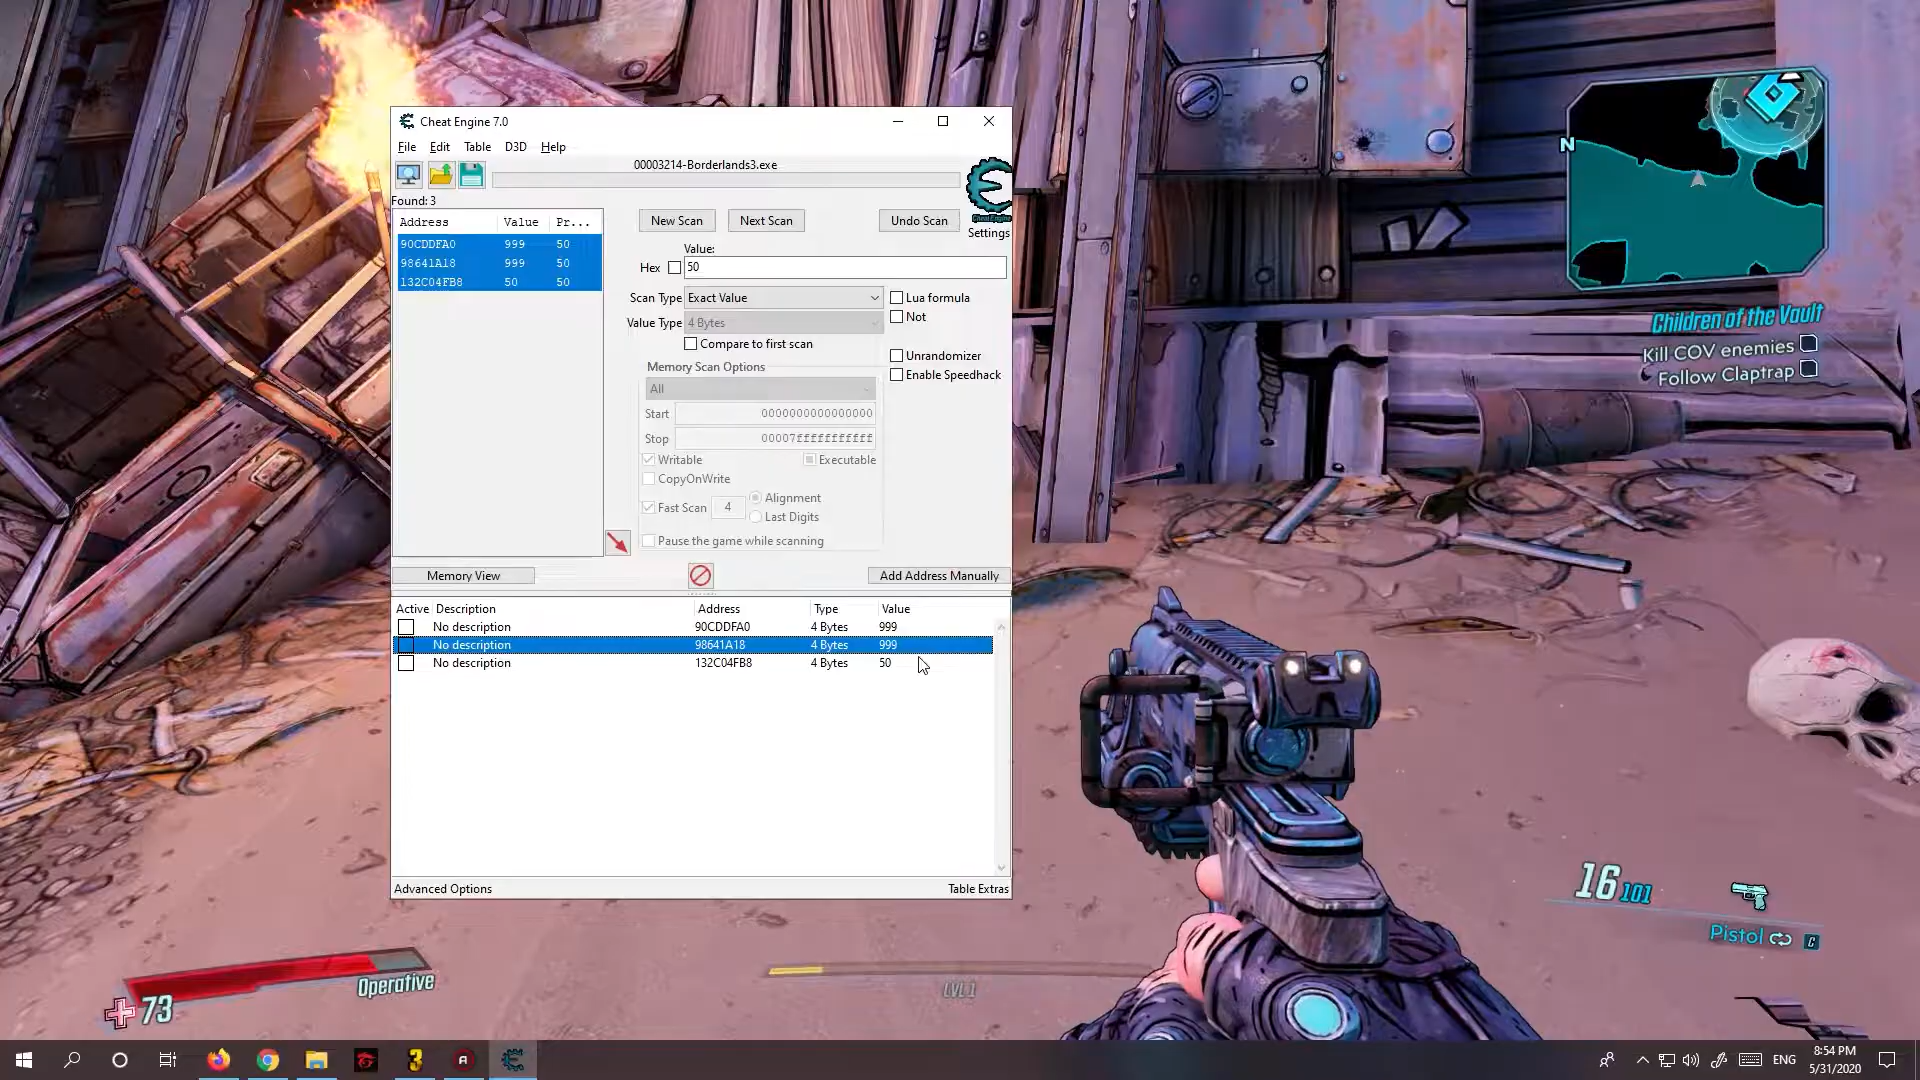 Cheat Engine 7.0
File Edit Table D3D Help
00003214-Borderlands3.exe
Found: 3
Address Value Pr...
90CDDFA0 999 50
98641A18 999 50
132C04FB8 50 50
New Scan Next Scan Undo Scan
Cheat Engine
Settings
Value:
Hex 50
Scan Type Exact Value
Lua formula
Not
Value Type 4 Bytes
Compare to first scan
Unrandomizer
Enable Speedhack
Memory Scan Options
All
Start 0000000000000000
Stop 00007fffffffffff
Writable Executable
CopyOnWrite
Fast Scan 4 Alignment
Last Digits
Pause the game while scanning
Memory View Add Address Manually
Active Description Address Type Value
No description 90CDDFA0 4 Bytes 999
No description 98641A18 4 Bytes 999
No description 132C04FB8 4 Bytes 50
Advanced Options Table Extras
N
Children of the Vault
Kill COV enemies
Follow Claptrap
16 101
Pistol C
73
Operative
LVL 1
3
ENG
8:54 PM
5/31/2020